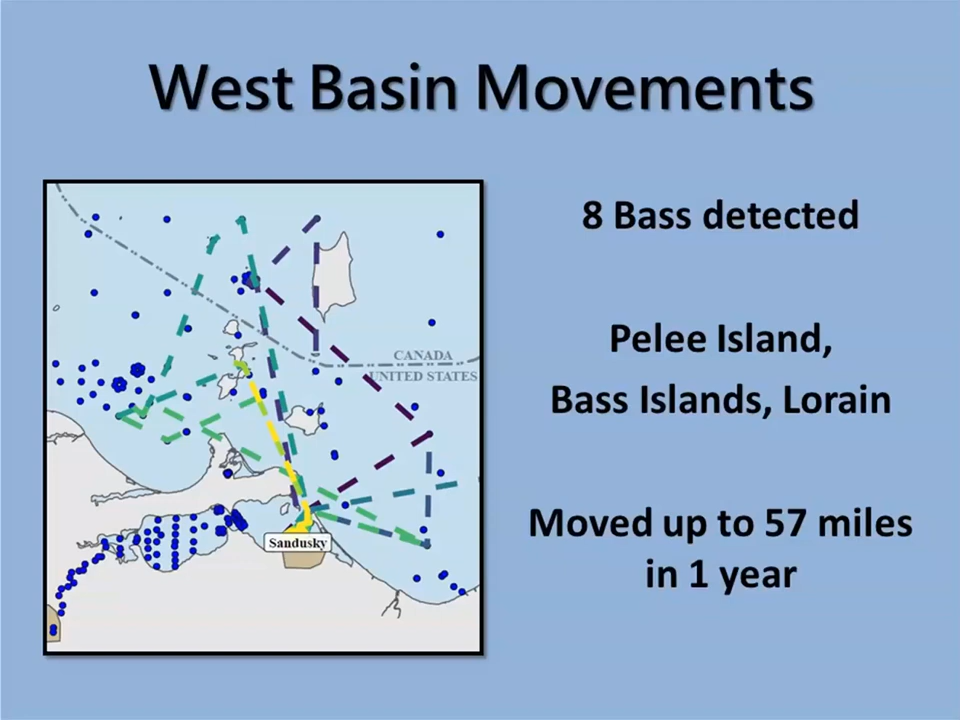 West Basin Movements
8 Bass detected
Pelee Island,
Bass Islands, Lorain
Moved up to 57 miles
in 1 year
CANADA
UNITED STATES
Sandusky